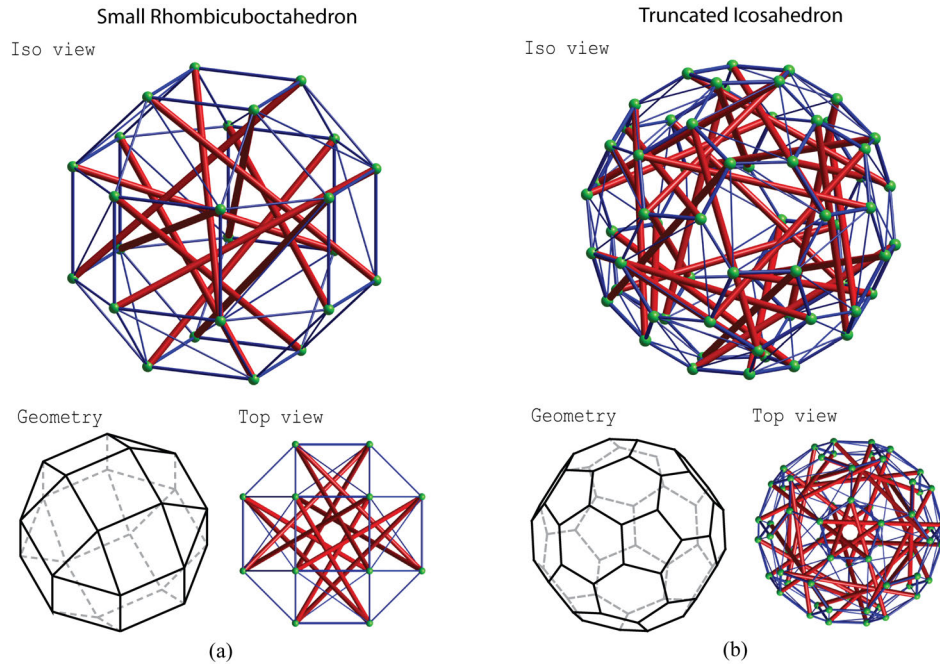 Small Rhombicuboctahedron
Iso view
Geometry
Top view
(a)
Truncated Icosahedron
Iso view
Geometry
Top view
(b)